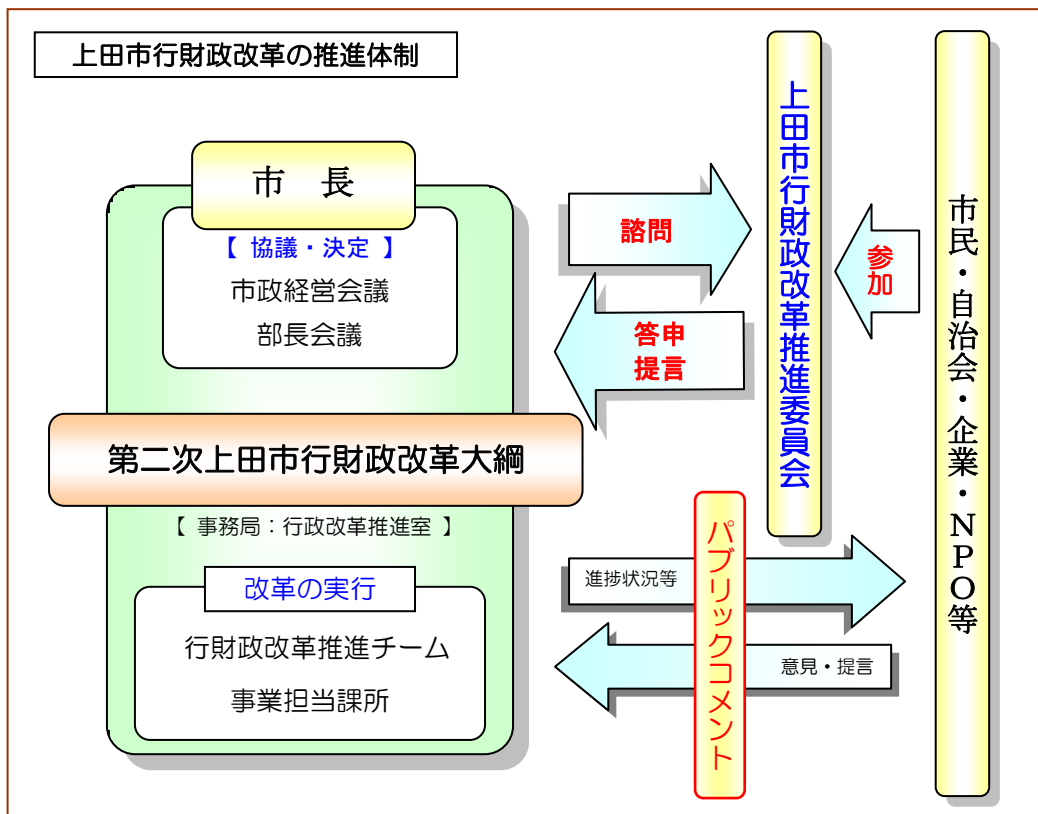 上田市行財政改革の推進体制
市　長
【 協議・決定 】
市政経営会議
部長会議
第二次上田市行財政改革大綱
【 事務局：行政改革推進室 】
改革の実行
行財政改革推進チーム
事業担当課所
諮問
答申
提言
上田市行財政改革推進委員会
参加
市民・自治会・企業・NPO等
進捗状況等
パブリックコメント
意見・提言